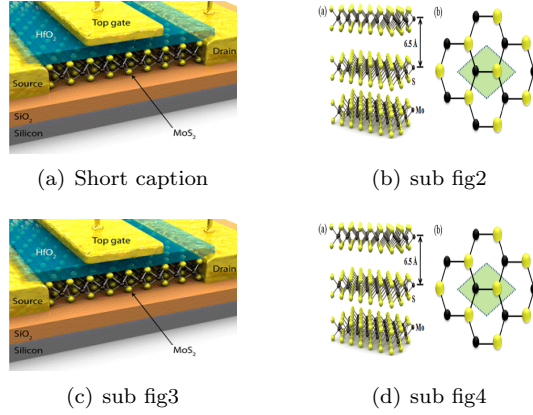 Top gate
HfO2
Drain
Source
SiO2
Silicon
MoS2
(a)
(b)
6.5 Å
S
Mo
(a) Short caption
(b) sub fig2
Top gate
HfO2
Drain
Source
SiO2
Silicon
MoS2
(a)
(b)
6.5 Å
S
Mo
(c) sub fig3
(d) sub fig4